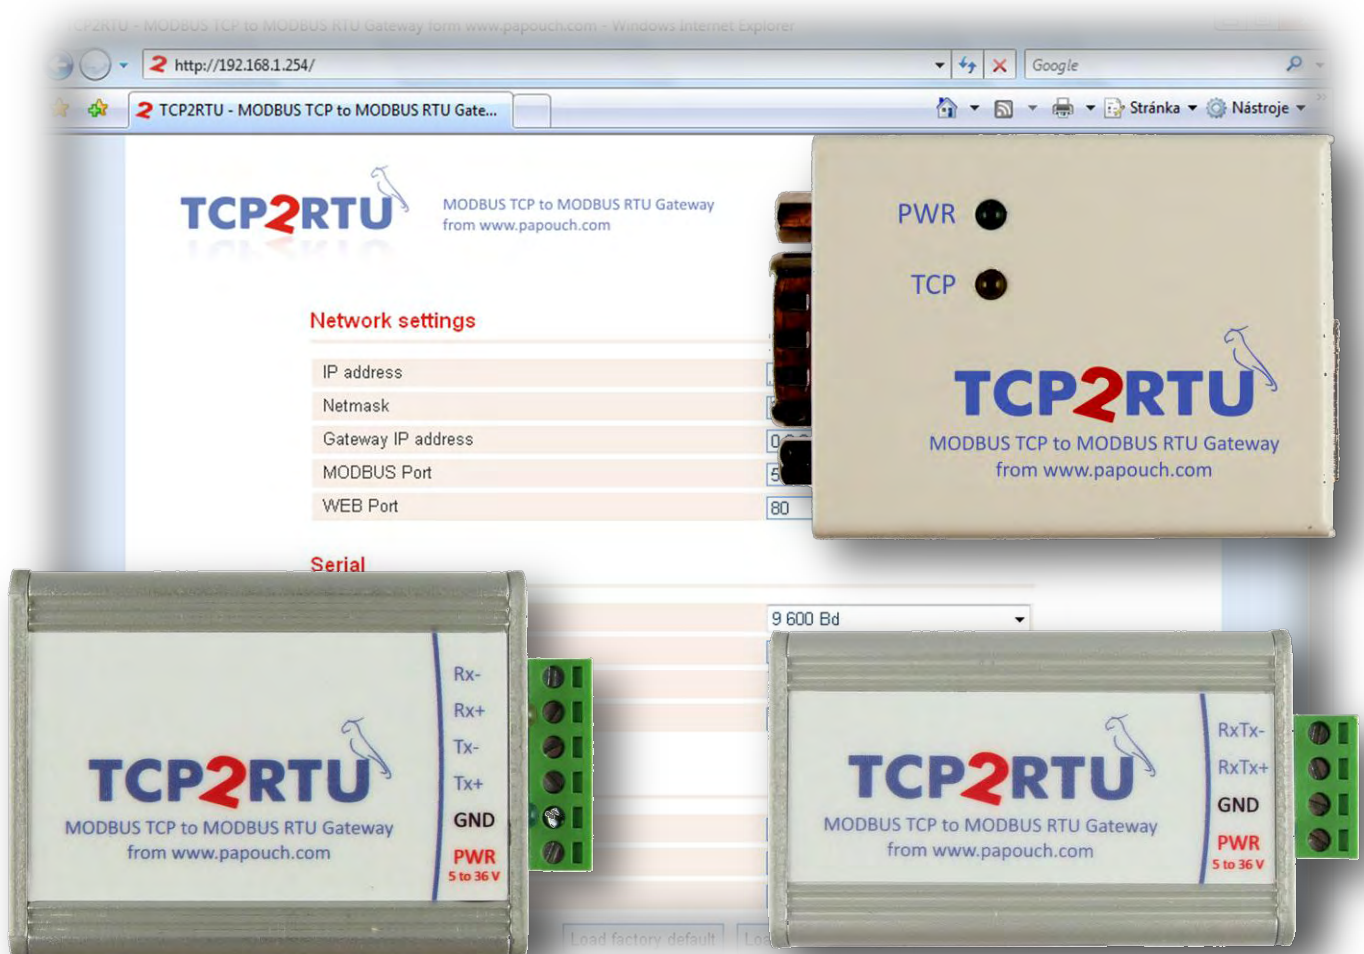 TCP2RTU - MODBUS TCP to MODBUS RTU Gateway form www.papouch.com - Windows Internet Explorer
2 http://192.168.1.254/
Google
2 TCP2RTU - MODBUS TCP to MODBUS RTU Gate...
Stránka
Nástroje
TCP2RTU
MODBUS TCP to MODBUS RTU Gateway
from www.papouch.com
Network settings
IP address
Netmask
Gateway IP address
MODBUS Port
WEB Port
80
Serial
9 600 Bd
Load factory default
PWR
TCP
TCP2RTU
MODBUS TCP to MODBUS RTU Gateway
from www.papouch.com
TCP2RTU
MODBUS TCP to MODBUS RTU Gateway
from www.papouch.com
Rx-
Rx+
Tx-
Tx+
GND
PWR
5 to 36 V
TCP2RTU
MODBUS TCP to MODBUS RTU Gateway
from www.papouch.com
RxTx-
RxTx+
GND
PWR
5 to 36 V